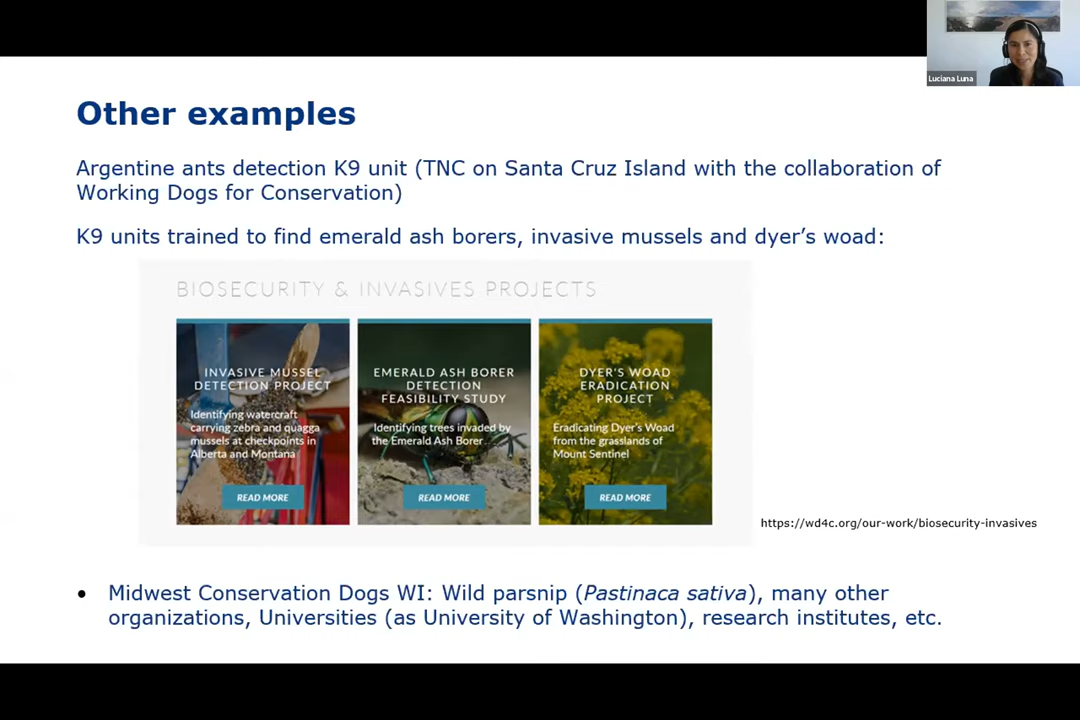 Luciana Luna
Other examples
Argentine ants detection K9 unit (TNC on Santa Cruz Island with the collaboration of
Working Dogs for Conservation)
K9 units trained to find emerald ash borers, invasive mussels and dyer’s woad:
BIOSECURITY & INVASIVES PROJECTS
INVASIVE MUSSEL
DETECTION PROJECT
Identifying watercraft
carrying zebra and quagga
mussels at checkpoints in
Alberta and Montana
READ MORE
EMERALD ASH BORER
DETECTION
FEASIBILITY STUDY
Identifying trees invaded by
the Emerald Ash Borer
READ MORE
DYER'S WOAD
ERADICATION
PROJECT
Eradicating Dyer's Woad
from the grasslands of
Mount Sentinel
READ MORE
https://wd4c.org/our-work/biosecurity-invasives
• Midwest Conservation Dogs WI: Wild parsnip (Pastinaca sativa), many other
organizations, Universities (as University of Washington), research institutes, etc.